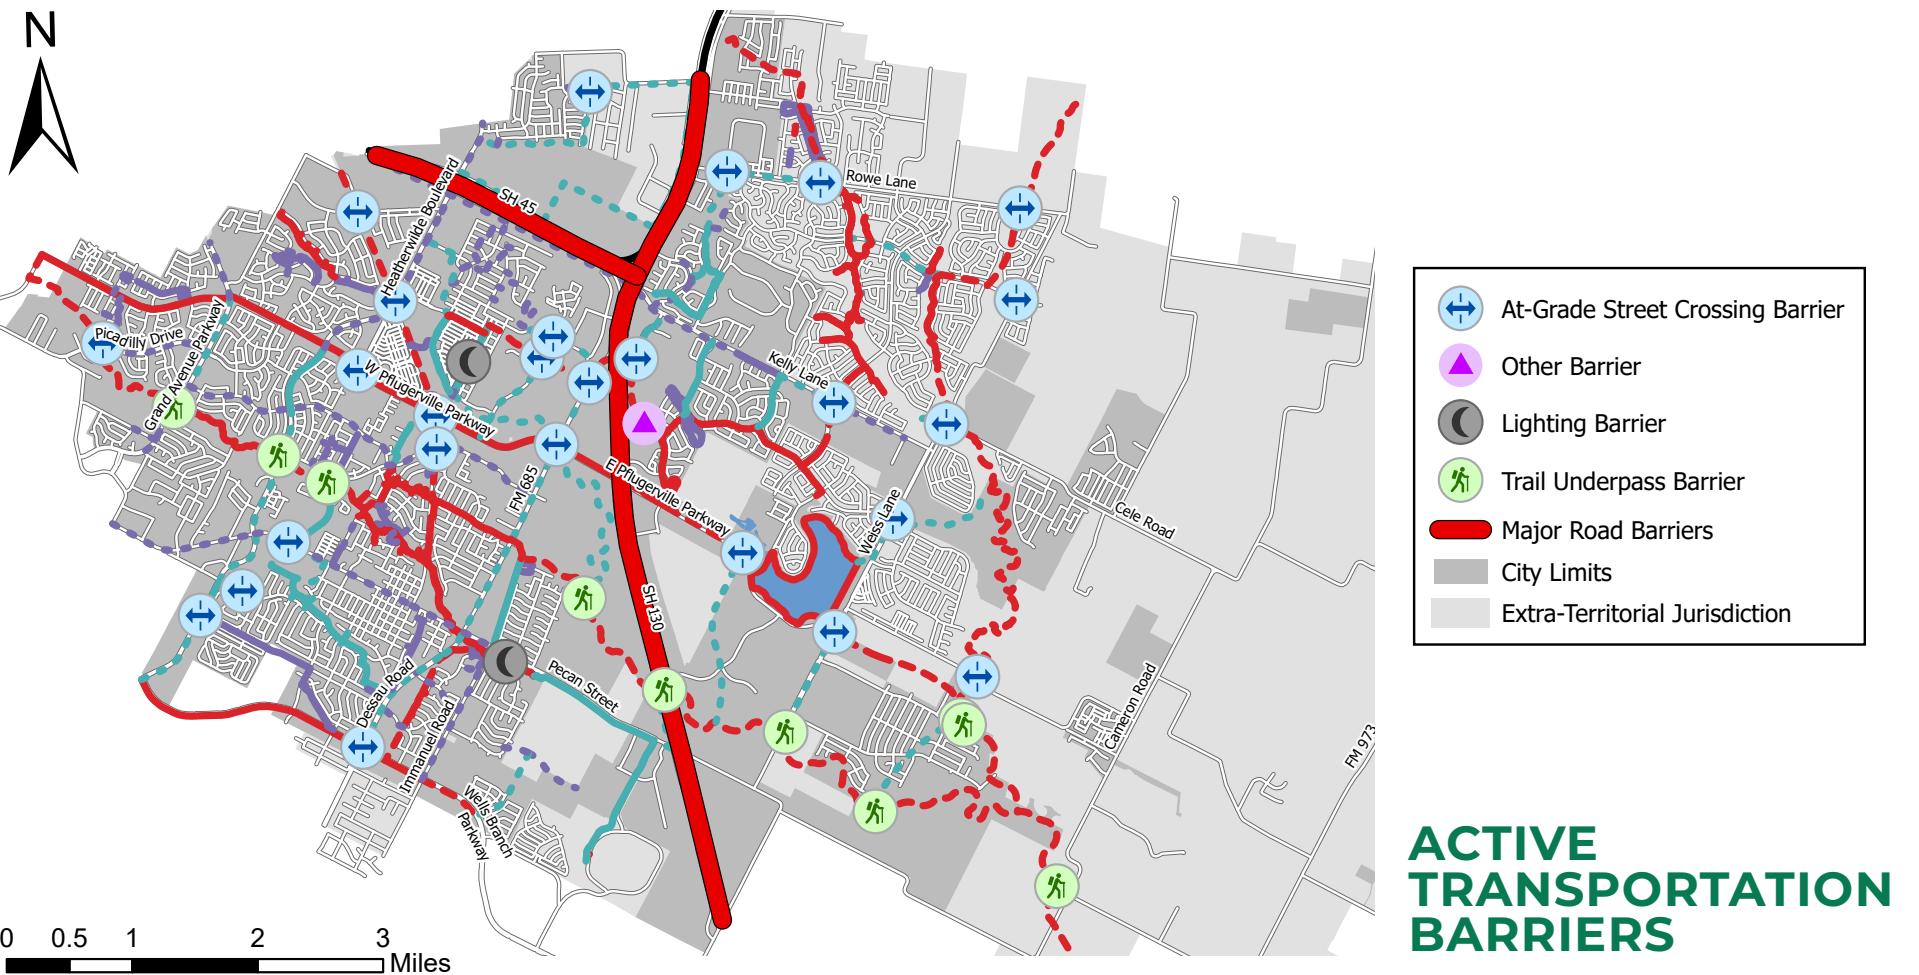 N
Rowe Lane
SH 45
Heatherwilde Boulevard
Picadilly Drive
Grand Avenue Parkway
W Pflugerville Parkway
Kelly Lane
FM 685
E Pflugerville Parkway
Weiss Lane
Cele Road
SH 130
Pecan Street
Dessau Road
Immanuel Road
Cameron Road
FM 973
Wells Branch
Parkway
0 0.5 1 2 3
Miles
At-Grade Street Crossing Barrier
Other Barrier
Lighting Barrier
Trail Underpass Barrier
Major Road Barriers
City Limits
Extra-Territorial Jurisdiction
ACTIVE
TRANSPORTATION
BARRIERS